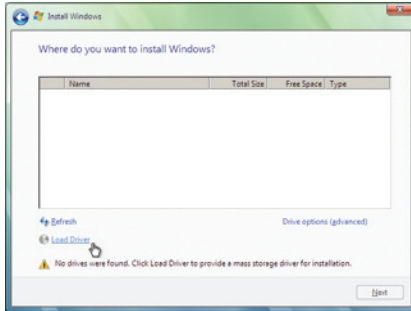 Install Windows
Where do you want to install Windows?
Name Total Size Free Space Type
Refresh Drive options (advanced)
Load Driver
No drives were found. Click Load Driver to provide a mass storage driver for installation.
Next